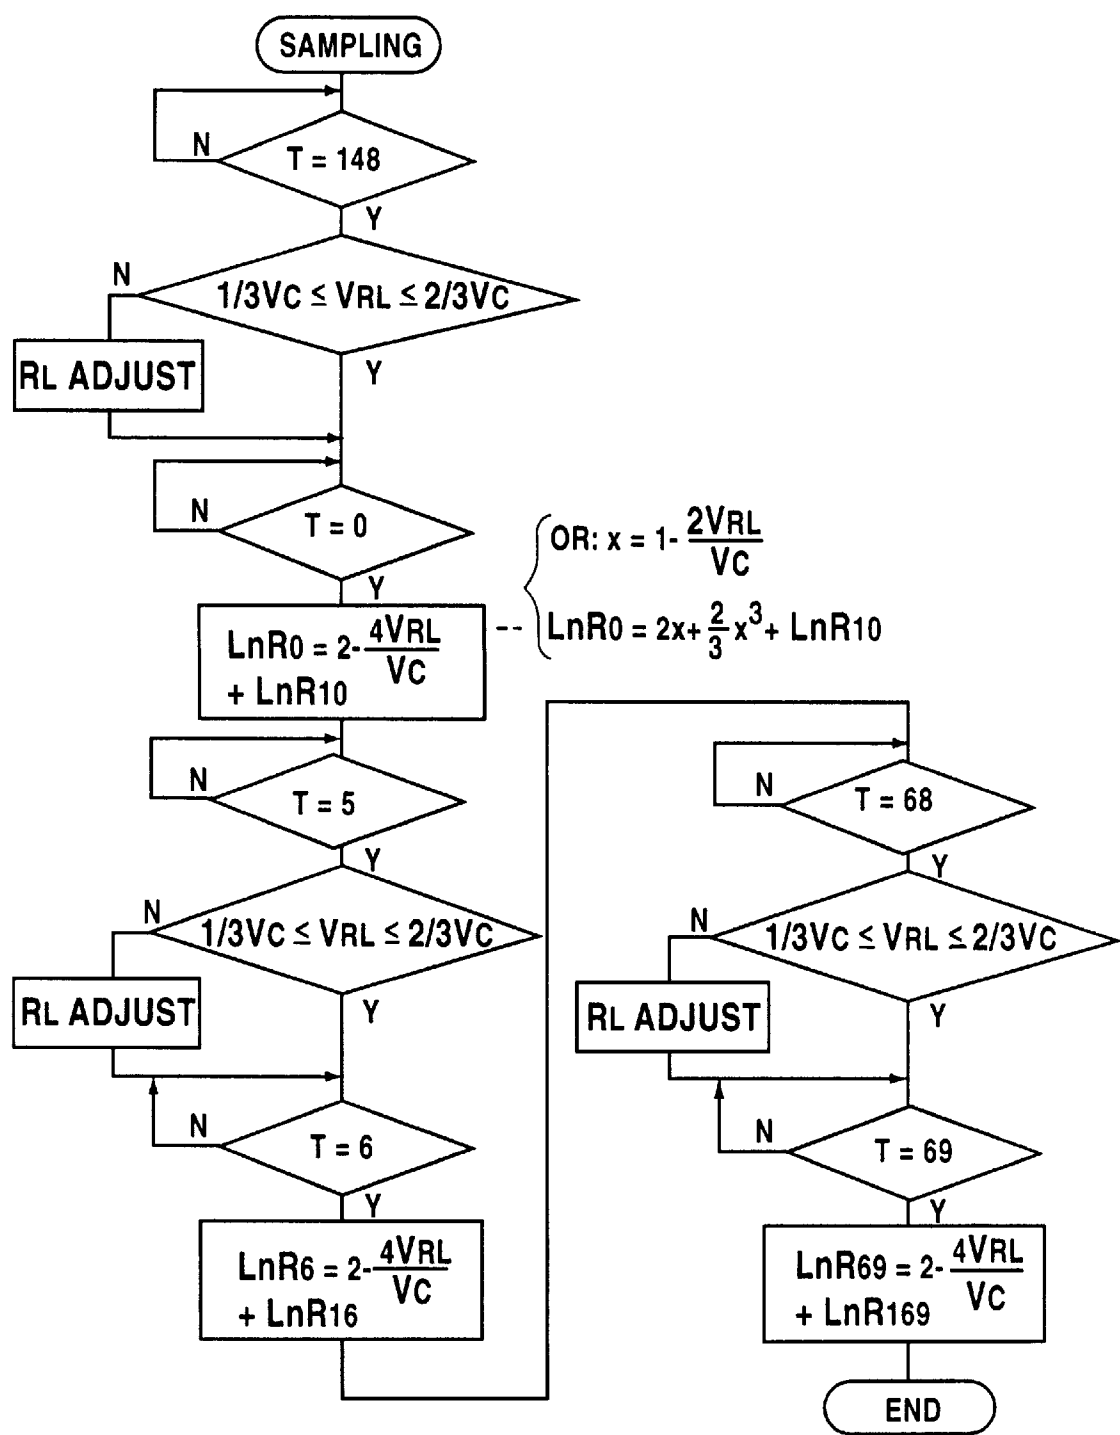 SAMPLING
N
T = 148
Y
N
1/3VC ≤ VRL ≤ 2/3VC
RL ADJUST
Y
N
T = 0
Y
LnR0 = 2- 4VRL/VC
+ LnR10
OR: x = 1- 2VRL/VC
LnR0 = 2x+ 2/3 x³+ LnR10
N
T = 5
Y
N
1/3VC ≤ VRL ≤ 2/3VC
RL ADJUST
Y
N
T = 6
Y
LnR6 = 2- 4VRL/VC
+ LnR16
N
T = 68
Y
N
1/3VC ≤ VRL ≤ 2/3VC
RL ADJUST
Y
N
T = 69
Y
LnR69 = 2- 4VRL/VC
+ LnR169
END